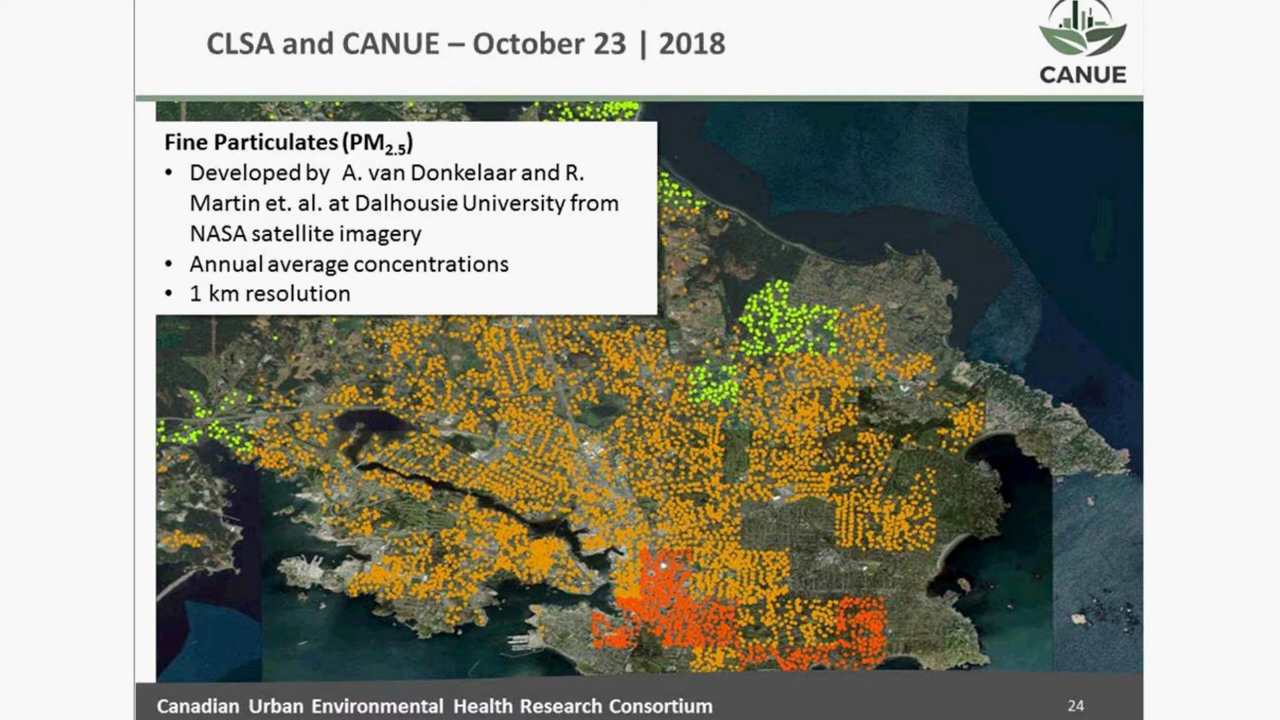 CLSA and CANUE – October 23 | 2018
CANUE
Fine Particulates (PM2.5)
• Developed by A. van Donkelaar and R.
Martin et. al. at Dalhousie University from
NASA satellite imagery
• Annual average concentrations
• 1 km resolution
Canadian Urban Environmental Health Research Consortium
24